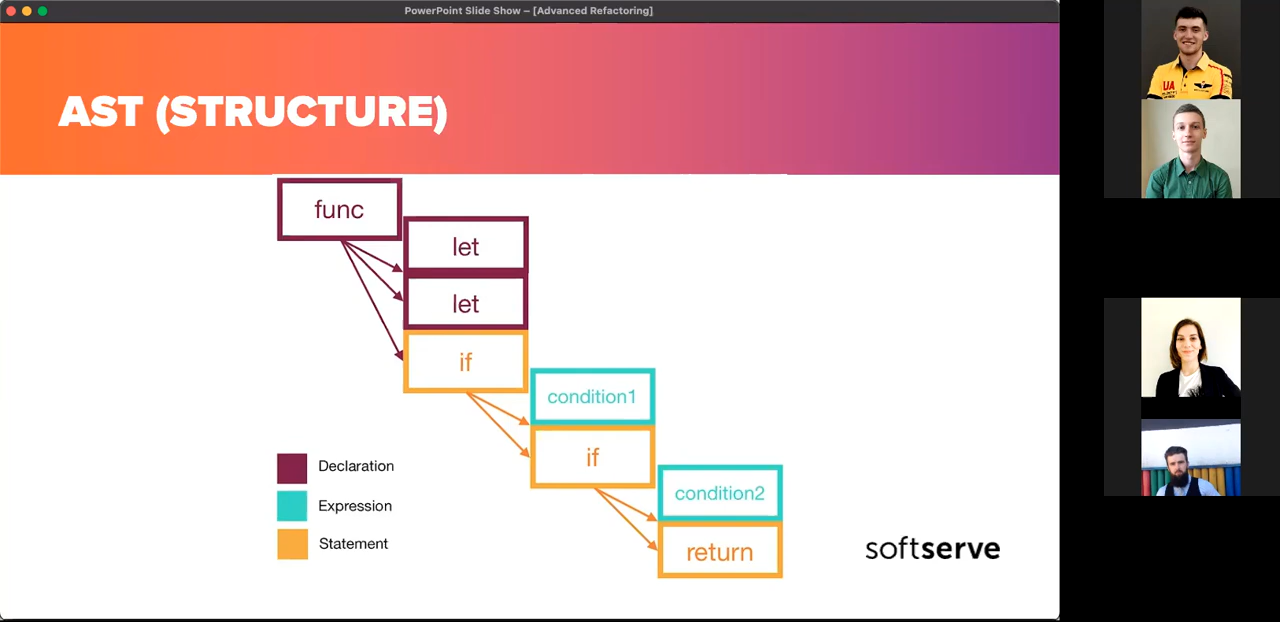 PowerPoint Slide Show – [Advanced Refactoring]
AST (STRUCTURE)
func
let
let
if
condition1
if
condition2
return
Declaration
Expression
Statement
softserve
UA